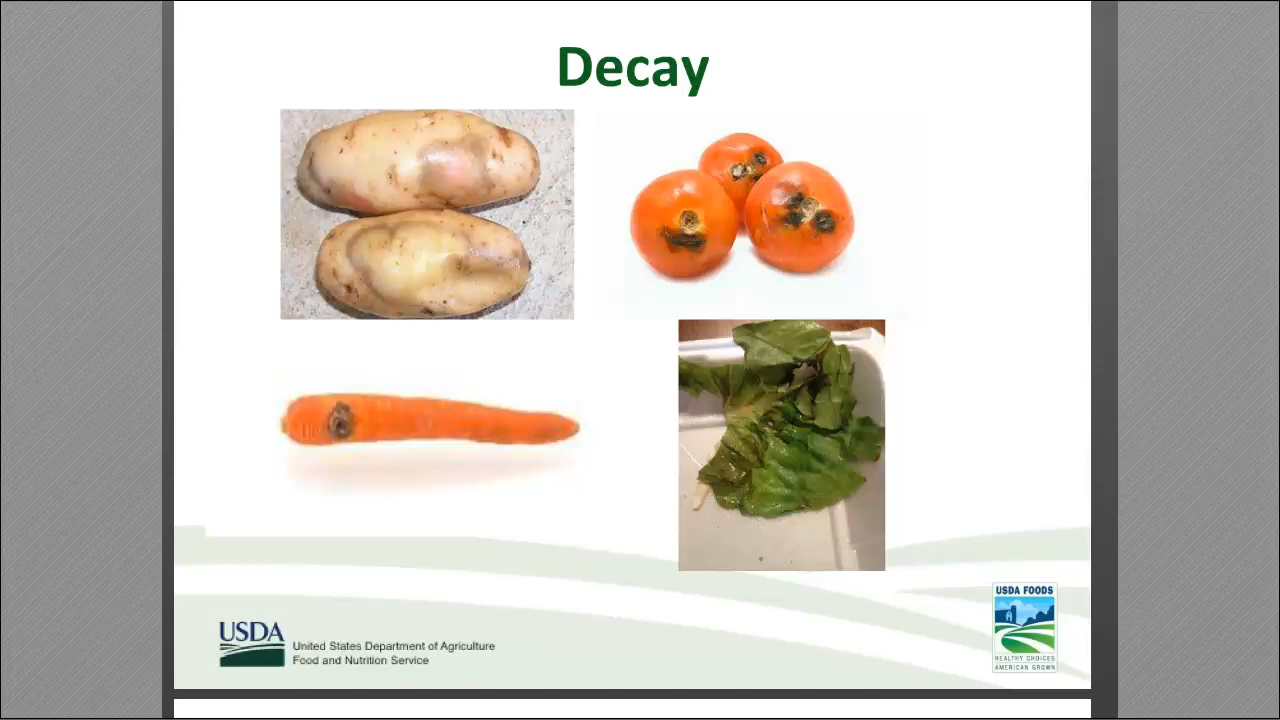 Decay
USDA
United States Department of Agriculture
Food and Nutrition Service
USDA FOODS
HEALTHY CHOICES
AMERICAN GROWN